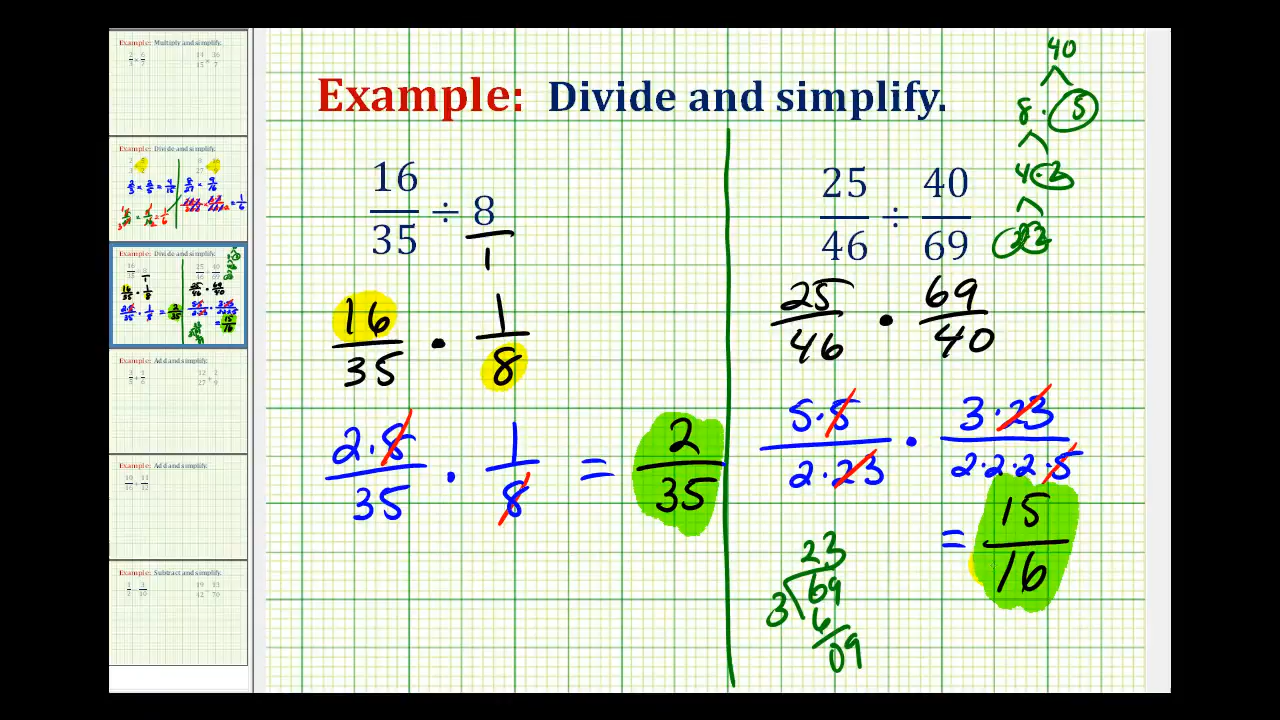 Example: Multiply and simplify.
Example: Divide and simplify.
Example: Divide and simplify.
Example: Add and simplify.
Example: Add and simplify.
Example: Subtract and simplify.
Example: Divide and simplify.
16/35 ÷ 8/1
16/35 · 1/8
2·8/35 · 1/8 = 2/35
25/46 ÷ 40/69
25/46 · 69/40
5·5/2·23 · 3·23/2·2·2·5
= 15/16
40
8 · 5
4 · 2
2 · 2
23
3 69
6
09